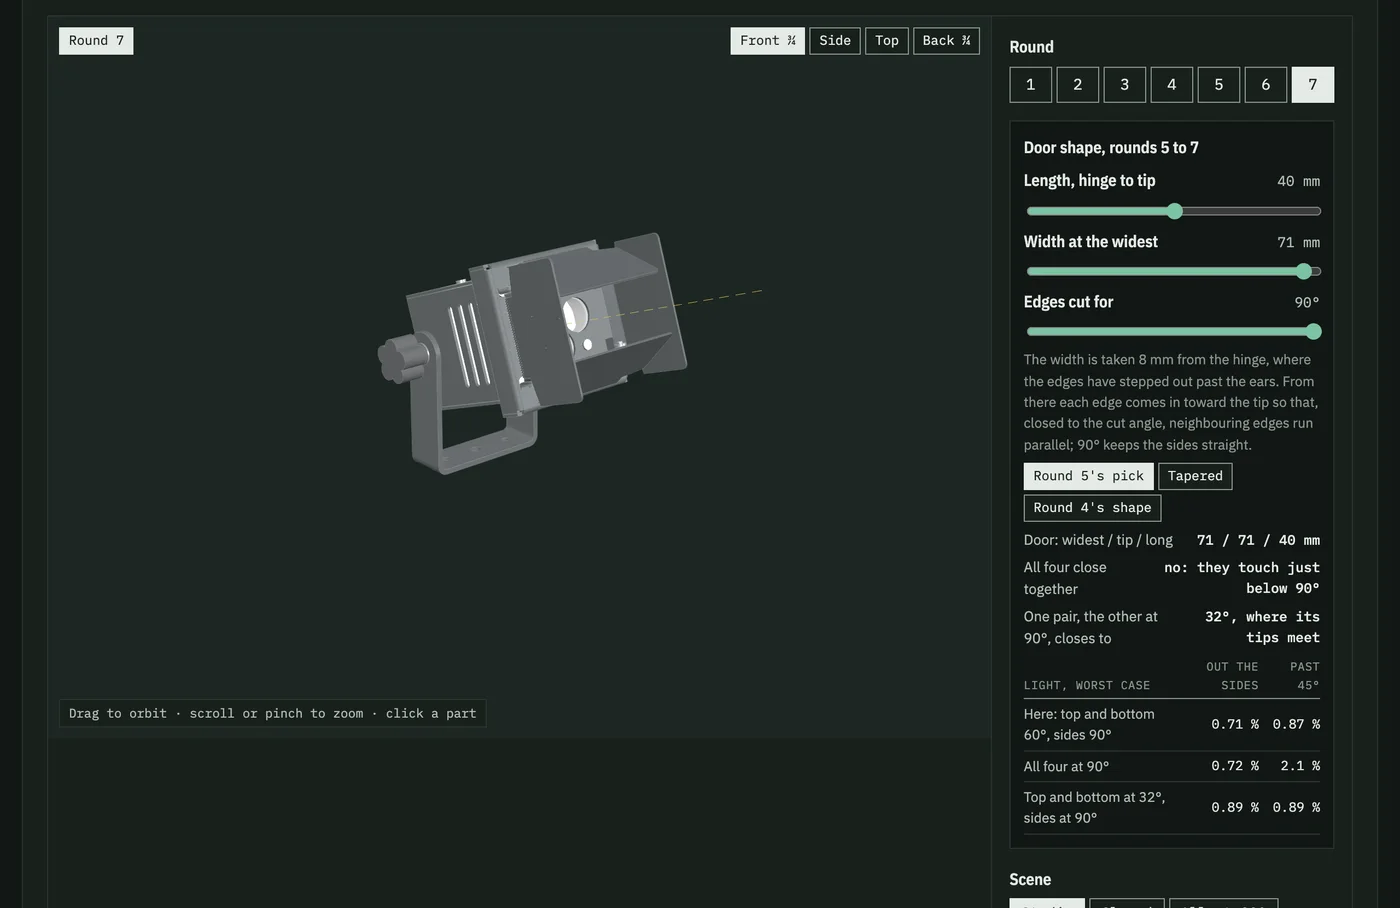 Round 7
Front ¾
Side
Top
Back ¾
Drag to orbit · scroll or pinch to zoom · click a part
Round
1 2 3 4 5 6 7
Door shape, rounds 5 to 7
Length, hinge to tip 40 mm
Width at the widest 71 mm
Edges cut for 90°
The width is taken 8 mm from the hinge, where
the edges have stepped out past the ears. From
there each edge comes in toward the tip so that,
closed to the cut angle, neighbouring edges run
parallel; 90° keeps the sides straight.
Round 5's pick
Tapered
Round 4's shape
Door: widest / tip / long 71 / 71 / 40 mm
All four close no: they touch just
together below 90°
One pair, the other at 32°, where its
90°, closes to tips meet
OUT THE PAST
LIGHT, WORST CASE SIDES 45°
Here: top and bottom
60°, sides 90° 0.71 % 0.87 %
All four at 90° 0.72 % 2.1 %
Top and bottom at 32°,
sides at 90° 0.89 % 0.89 %
Scene